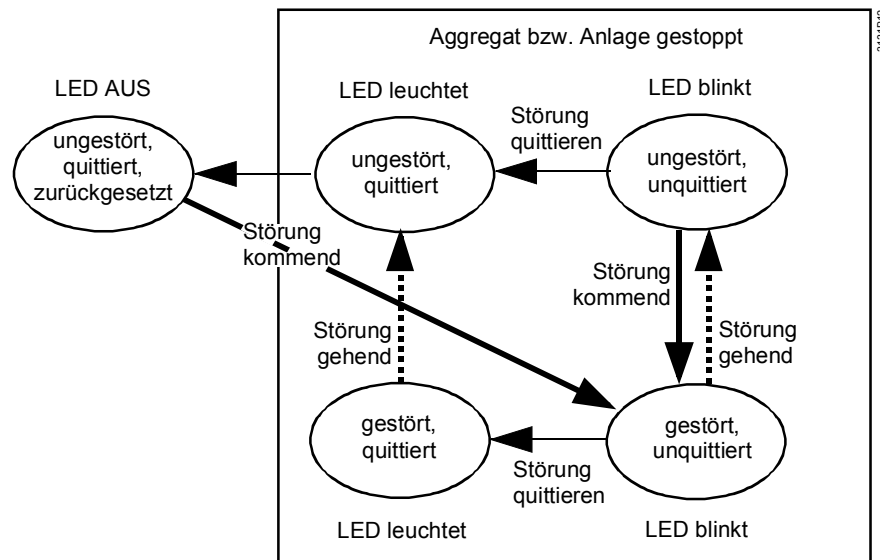 Aggregat bzw. Anlage gestoppt
LED AUS
LED leuchtet
LED blinkt
ungestört,
quittiert,
zurückgesetzt
ungestört,
quittiert
Störung
quittieren
ungestört,
unquittiert
Störung
kommend
Störung
kommend
Störung
gehend
Störung
gehend
gestört,
quittiert
Störung
quittieren
gestört,
unquittiert
LED leuchtet
LED blinkt